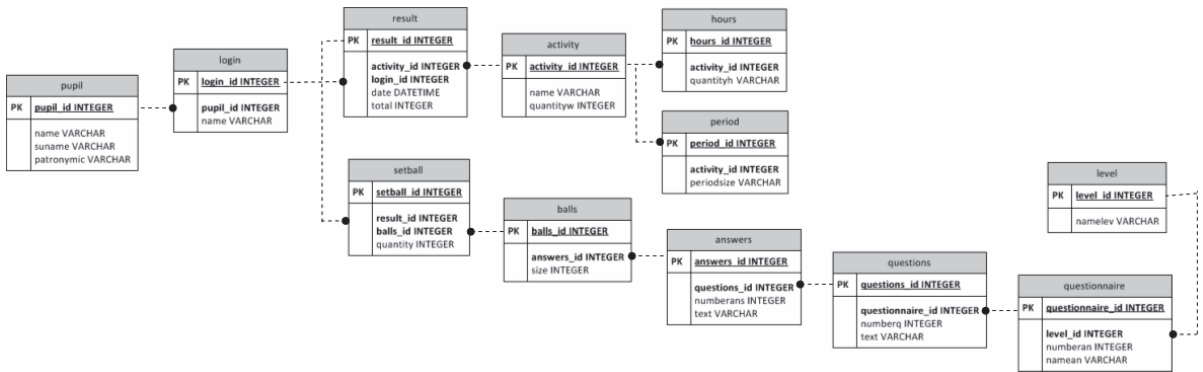 pupil
PK pupil_id INTEGER
name VARCHAR
suname VARCHAR
patronymic VARCHAR
login
PK login_id INTEGER
pupil_id INTEGER
name VARCHAR
result
PK result_id INTEGER
activity_id INTEGER
login_id INTEGER
date DATETIME
total INTEGER
activity
PK activity_id INTEGER
name VARCHAR
quantityw INTEGER
hours
PK hours_id INTEGER
activity_id INTEGER
quantityh VARCHAR
period
PK period_id INTEGER
activity_id INTEGER
periodsize VARCHAR
setball
PK setball_id INTEGER
result_id INTEGER
balls_id INTEGER
quantity INTEGER
balls
PK balls_id INTEGER
answers_id INTEGER
size INTEGER
answers
PK answers_id INTEGER
questions_id INTEGER
numberans INTEGER
text VARCHAR
questions
PK questions_id INTEGER
questionnaire_id INTEGER
numberq INTEGER
text VARCHAR
level
PK level_id INTEGER
namelev VARCHAR
questionnaire
PK questionnaire_id INTEGER
level_id INTEGER
numberan INTEGER
namean VARCHAR